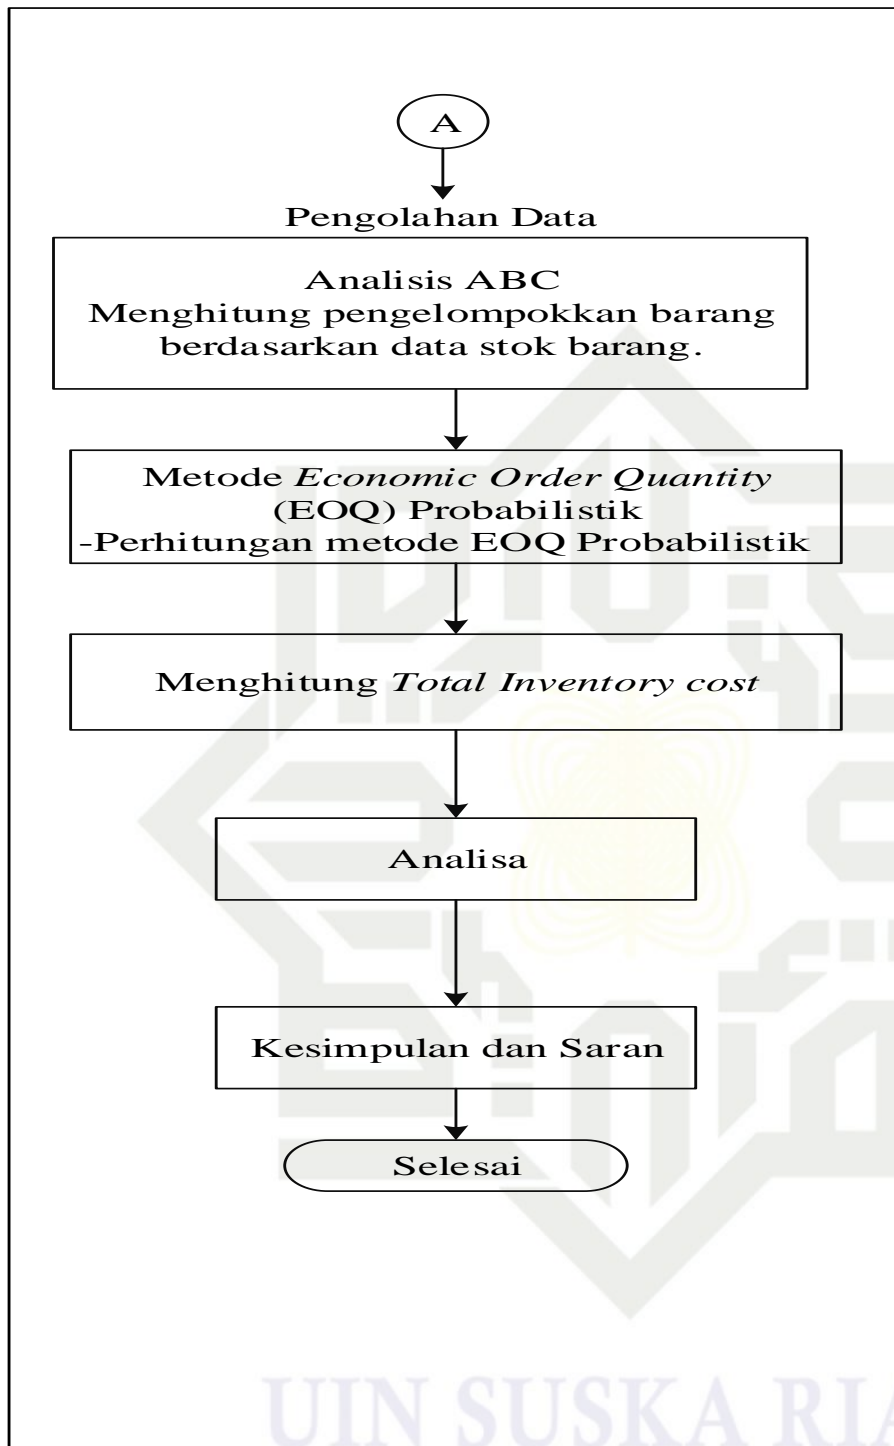 A
Pengolahan Data
Analisis ABC
Menghitung pengelompokkan barang
berdasarkan data stok barang.
Metode Economic Order Quantity
(EOQ) Probabilistik
-Perhitungan metode EOQ Probabilistik
Menghitung Total Inventory cost
Analisa
Kesimpulan dan Saran
Selesai
UIN SUSKA RIA